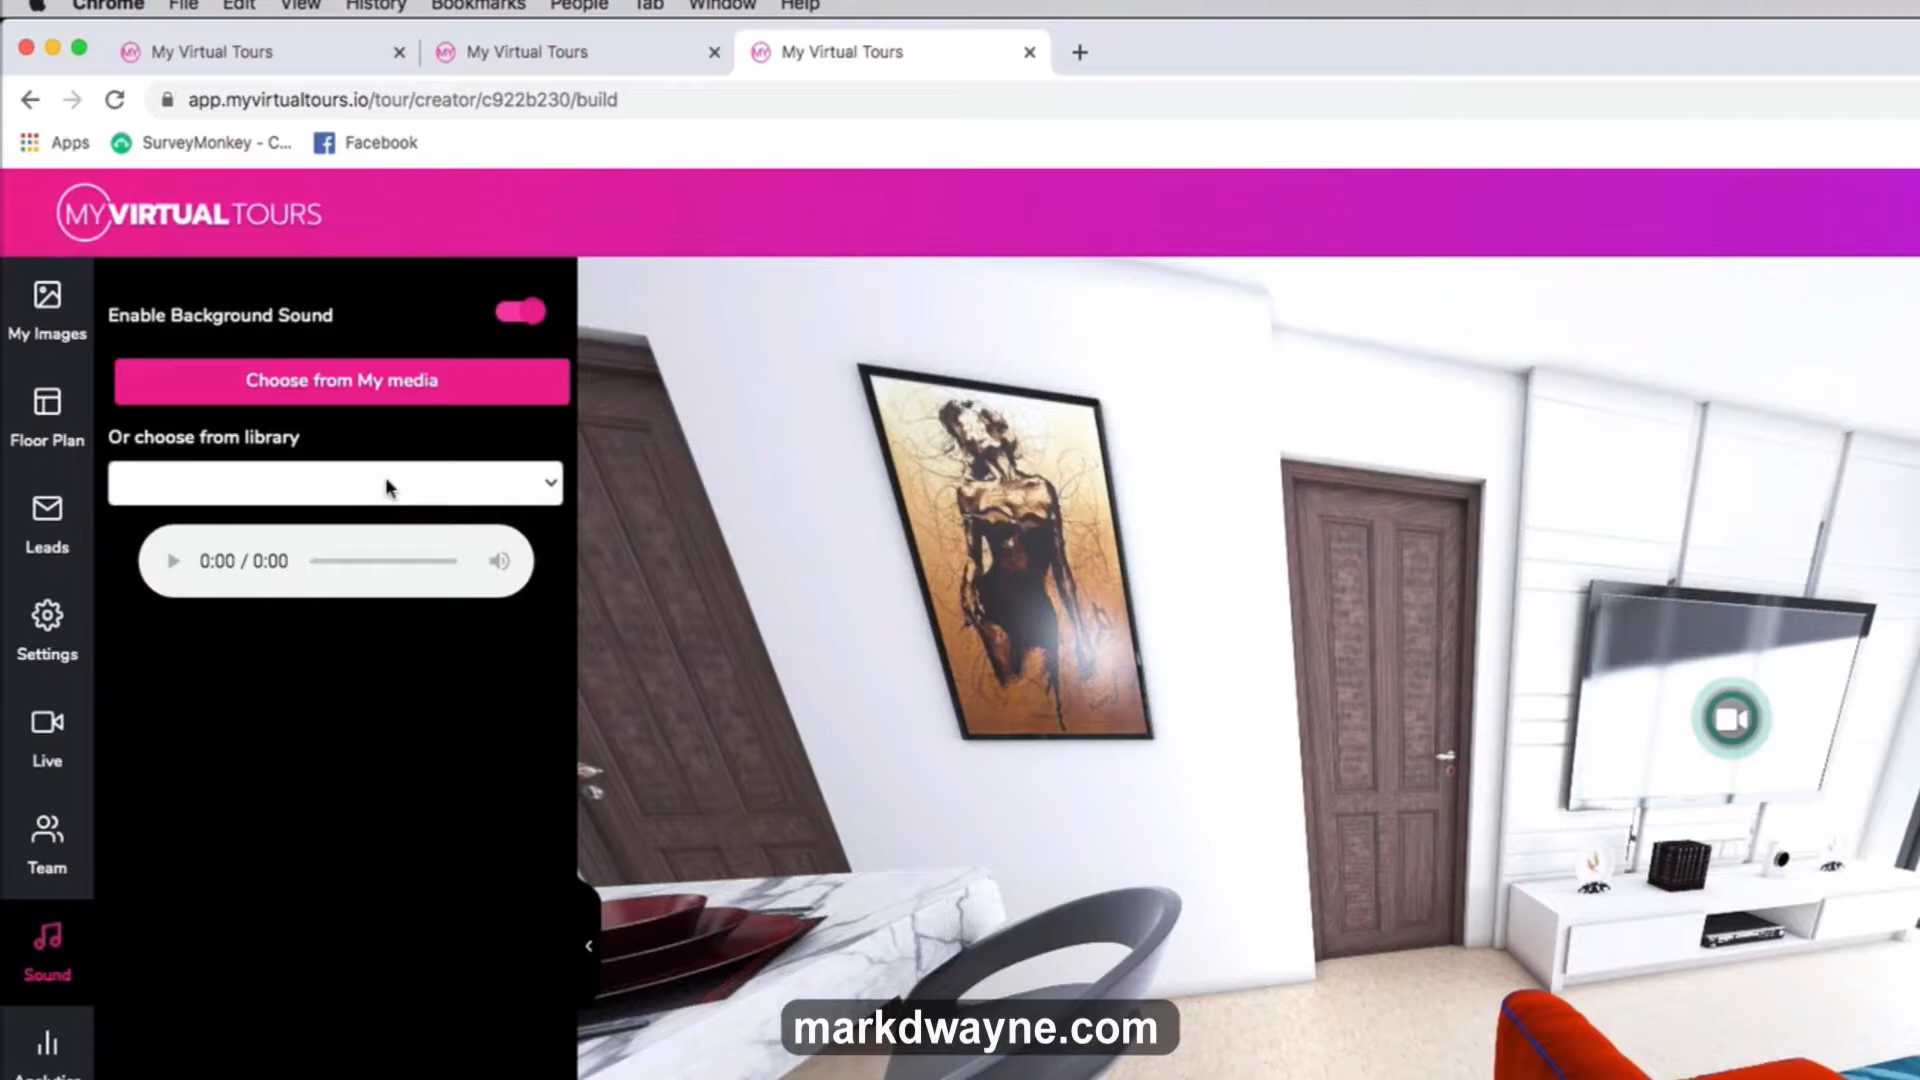 Chrome File Edit View History Bookmarks People Tab Window Help
My Virtual Tours My Virtual Tours My Virtual Tours
app.myvirtualtours.io/tour/creator/c922b230/build
Apps SurveyMonkey - C... Facebook
MYVIRTUALTOURS
My Images
Floor Plan
Leads
Settings
Live
Team
Sound
Analytics
Enable Background Sound
Choose from My media
Or choose from library
0:00 / 0:00
markdwayne.com